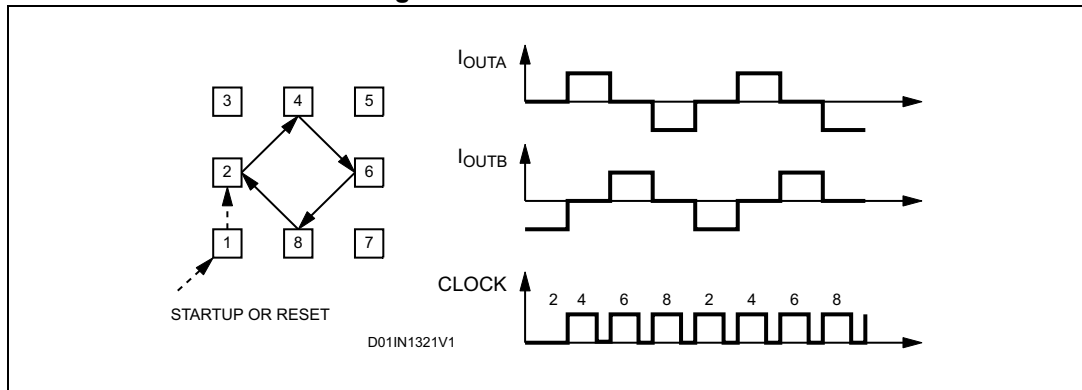 3 4 5
2 6
1 8 7
STARTUP OR RESET
D01IN1321V1
IOUTA
IOUTB
CLOCK
2 4 6 8 2 4 6 8